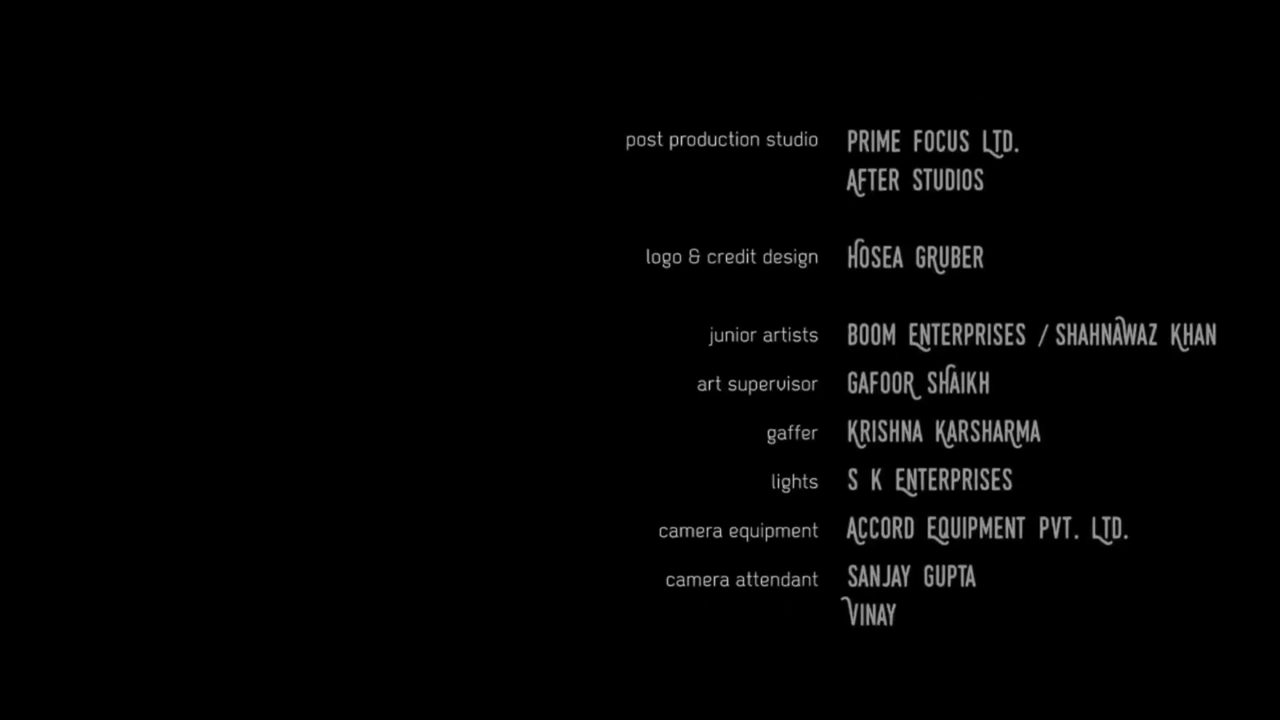 post production studio PRIME FOCUS LTD.
AFTER STUDIOS
logo & credit design HOSEA GRUBER
junior artists BOOM ENTERPRISES / SHAHNAWAZ KHAN
art supervisor GAFOOR SHAIKH
gaffer KRISHNA KARSHARMA
lights S K ENTERPRISES
camera equipment ACCORD EQUIPMENT PVT. LTD.
camera attendant SANJAY GUPTA
VINAY